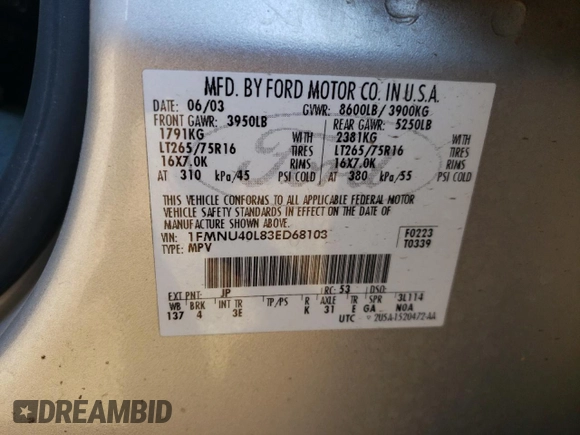 MFD. BY FORD MOTOR CO. IN U.S.A.
DATE: 06/03 GVWR: 8600LB/ 3900KG
FRONT GAWR: 3950LB REAR GAWR: 5250LB
1791KG WITH 2381KG WITH
LT265/75R16 TIRES LT265/75R16 TIRES
16X7.0K RIMS 16X7.0K RIMS
AT 310 kPa/45 PSI COLD AT 380 kPa/55 PSI COLD
Ford
THIS VEHICLE CONFORMS TO ALL APPLICABLE FEDERAL MOTOR
VEHICLE SAFETY STANDARDS IN EFFECT ON THE DATE OF
MANUFACTURE SHOWN ABOVE.
VIN: 1FMNU40L83ED68103 F0223
TYPE: MPV T0339
EXT PNT: JP RC: 53 DSO:
WB BRK INT TR TP/PS R AXLE TR SPR 3L114
137 4 3E K 31 E GA N0A
UTC 2U5A-1520472-AA
DREAMBID